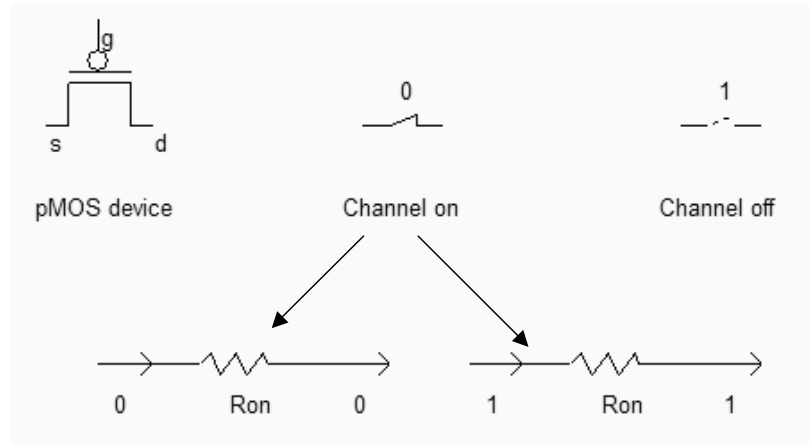 g
0
1
s d
pMOS device Channel on Channel off
0 Ron 0 1 Ron 1